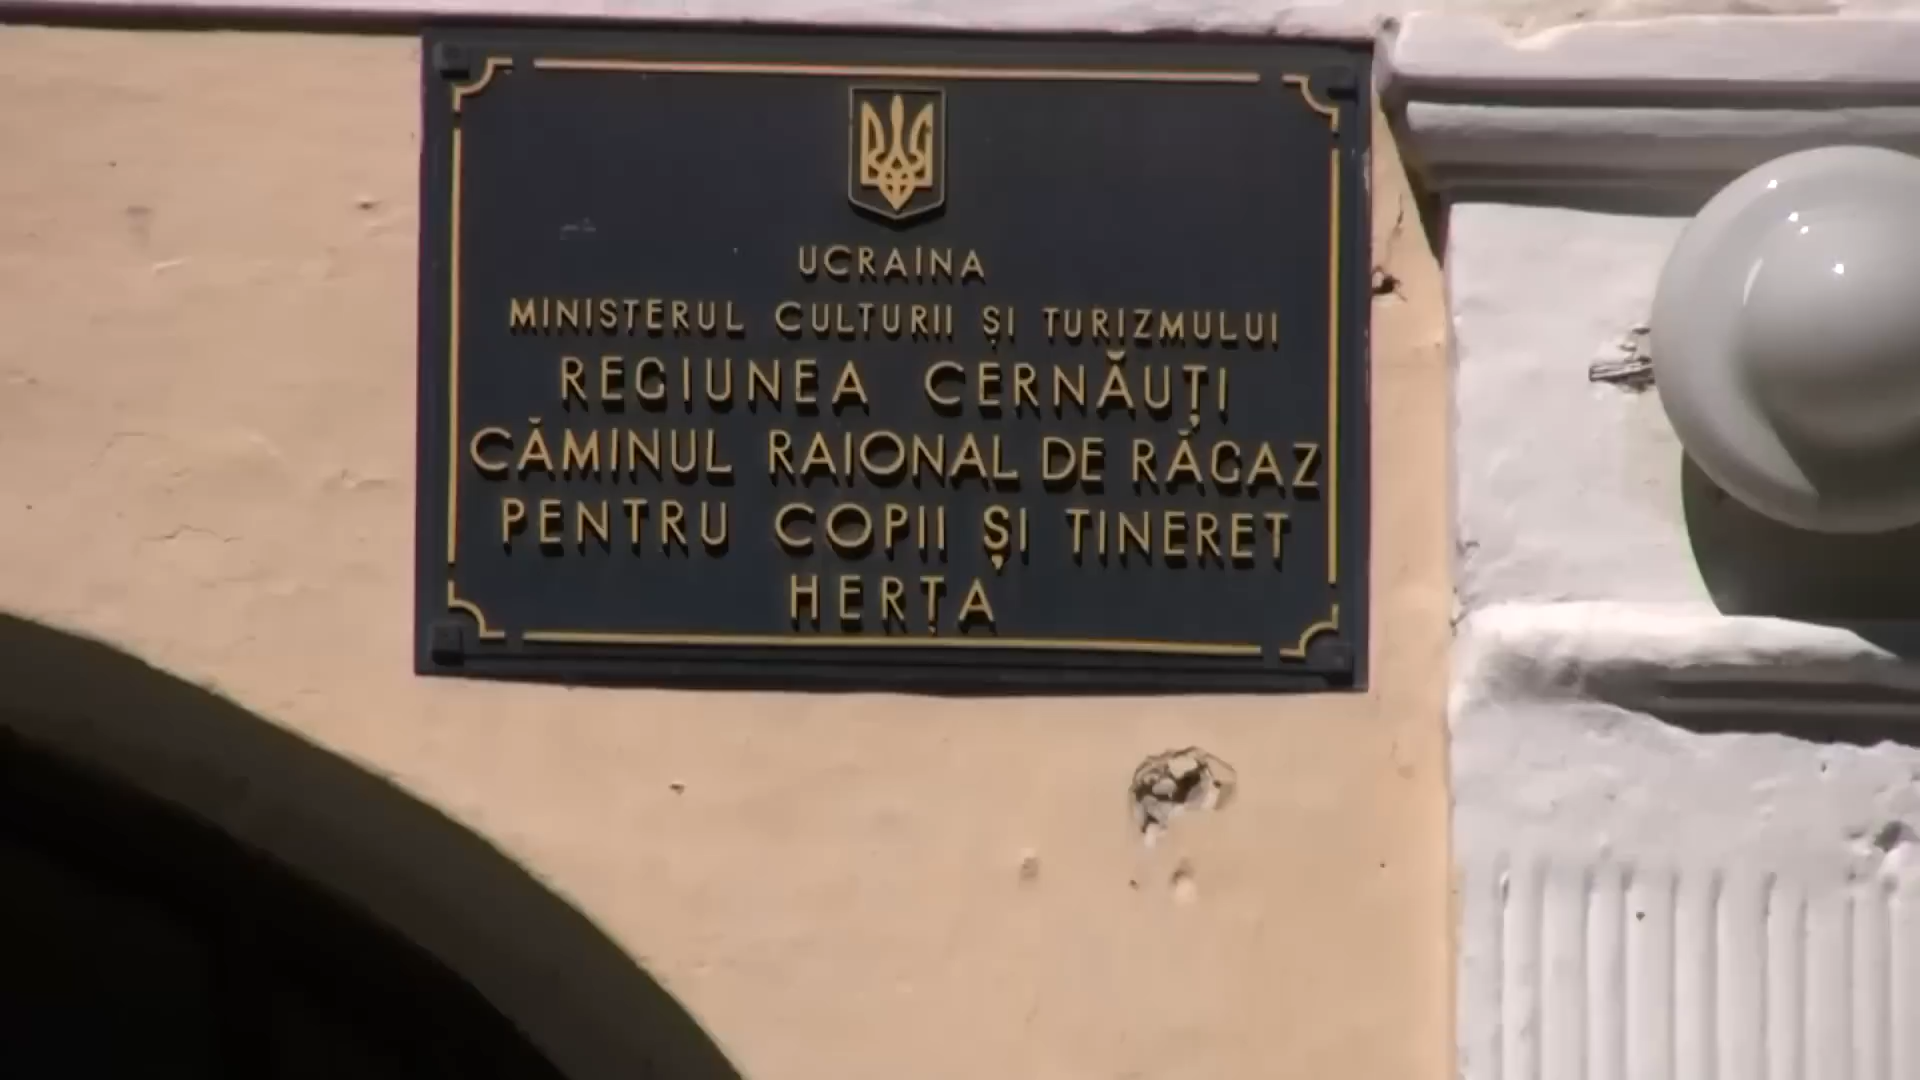 UCRAINA
MINISTERUL CULTURII ȘI TURIZMULUI
REGIUNEA CERNĂUȚI
CĂMINUL RAIONAL DE RĂGAZ
PENTRU COPII ȘI TINERET
HERȚA